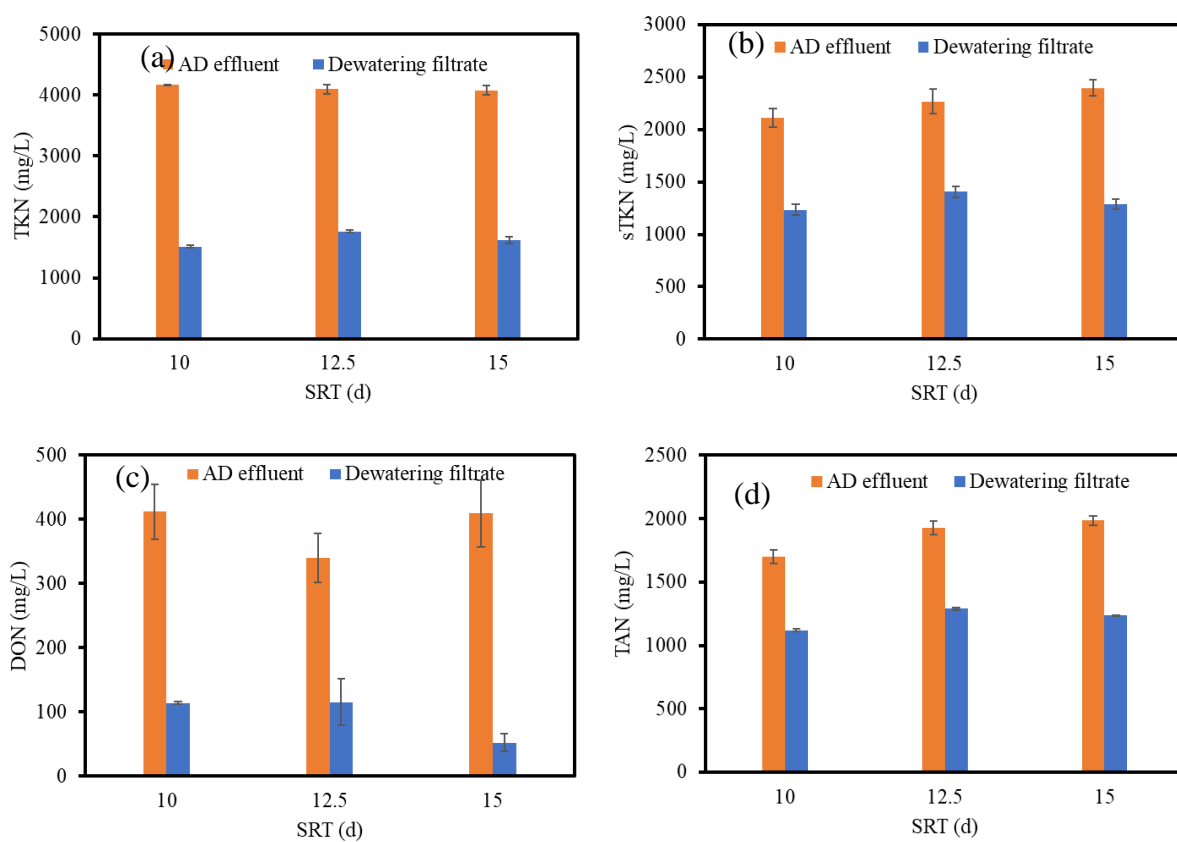 (a)
AD effluent Dewatering filtrate
TKN (mg/L)
5000
4000
3000
2000
1000
0
10 12.5 15
SRT (d)
(b)
AD effluent Dewatering filtrate
sTKN (mg/L)
3000
2500
2000
1500
1000
500
0
10 12.5 15
SRT (d)
(c)
AD effluent Dewatering filtrate
DON (mg/L)
500
400
300
200
100
0
10 12.5 15
SRT (d)
(d)
AD effluent Dewatering filtrate
TAN (mg/L)
2500
2000
1500
1000
500
0
10 12.5 15
SRT (d)